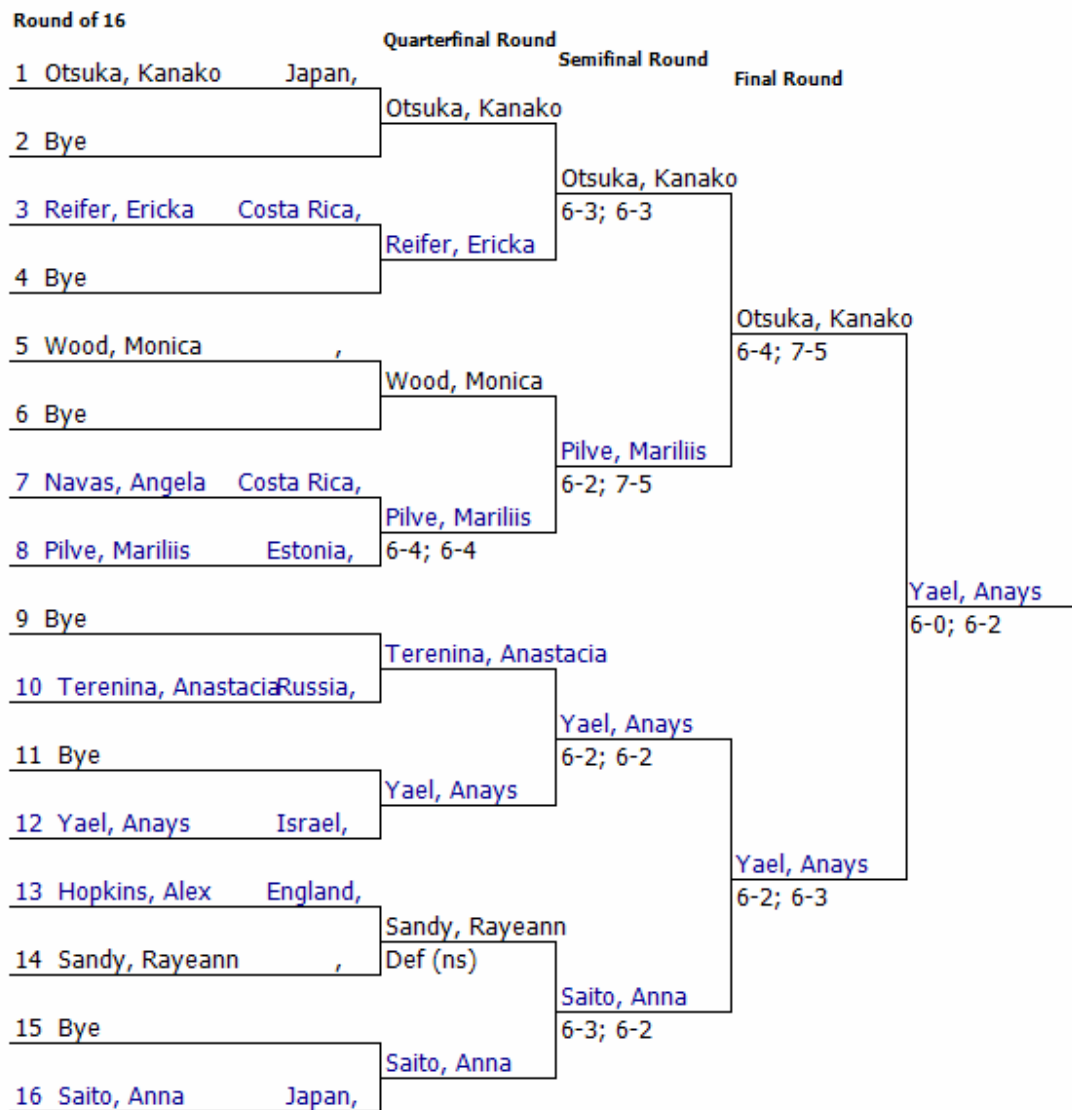 Round of 16
Quarterfinal Round
Semifinal Round
Final Round
1 Otsuka, Kanako Japan,
2 Bye
3 Reifer, Ericka Costa Rica,
4 Bye
5 Wood, Monica ,
6 Bye
7 Navas, Angela Costa Rica,
8 Pilve, Mariliis Estonia,
9 Bye
10 Terenina, Anastacia Russia,
11 Bye
12 Yael, Anays Israel,
13 Hopkins, Alex England,
14 Sandy, Rayeann ,
15 Bye
16 Saito, Anna Japan,
Otsuka, Kanako
Reifer, Ericka
Wood, Monica
Pilve, Mariliis
6-4; 6-4
Terenina, Anastacia
Yael, Anays
Sandy, Rayeann
Def (ns)
Saito, Anna
Otsuka, Kanako
6-3; 6-3
Pilve, Mariliis
6-2; 7-5
Yael, Anays
6-2; 6-2
Saito, Anna
6-3; 6-2
Otsuka, Kanako
6-4; 7-5
Yael, Anays
6-2; 6-3
Yael, Anays
6-0; 6-2